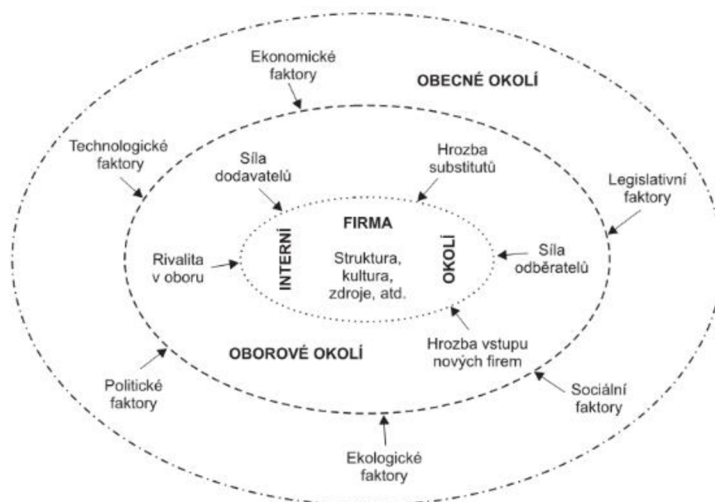 Ekonomické
faktory
OBECNÉ OKOLÍ
Technologické
faktory
Síla
dodavatelů
Hrozba
substitutů
Legislativní
faktory
FIRMA
INTERNÍ
Struktura,
kultura,
zdroje, atd.
OKOLÍ
Rivalita
v oboru
Síla
odběratelů
OBOROVÉ OKOLÍ
Hrozba vstupu
nových firem
Politické
faktory
Sociální
faktory
Ekologické
faktory